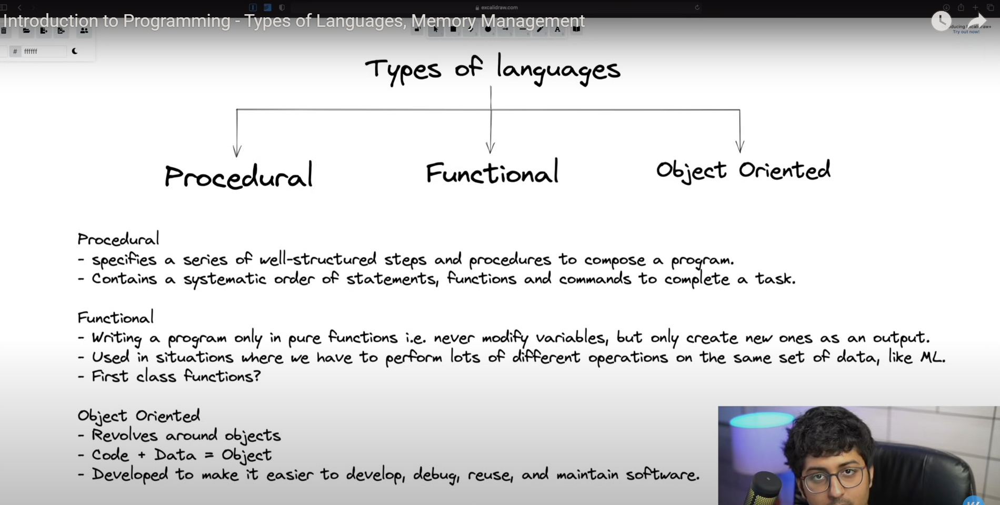 excalidraw.com
Introduction to Programming - Types of Languages, Memory Management
Try out now!
# ffffff
A
Types of languages
Procedural Functional Object Oriented
Procedural
- specifies a series of well-structured steps and procedures to compose a program.
- Contains a systematic order of statements, functions and commands to complete a task.
Functional
- Writing a program only in pure functions i.e. never modify variables, but only create new ones as an output.
- Used in situations where we have to perform lots of different operations on the same set of data, like ML.
- First class functions?
Object Oriented
- Revolves around objects
- Code + Data = Object
- Developed to make it easier to develop, debug, reuse, and maintain software.